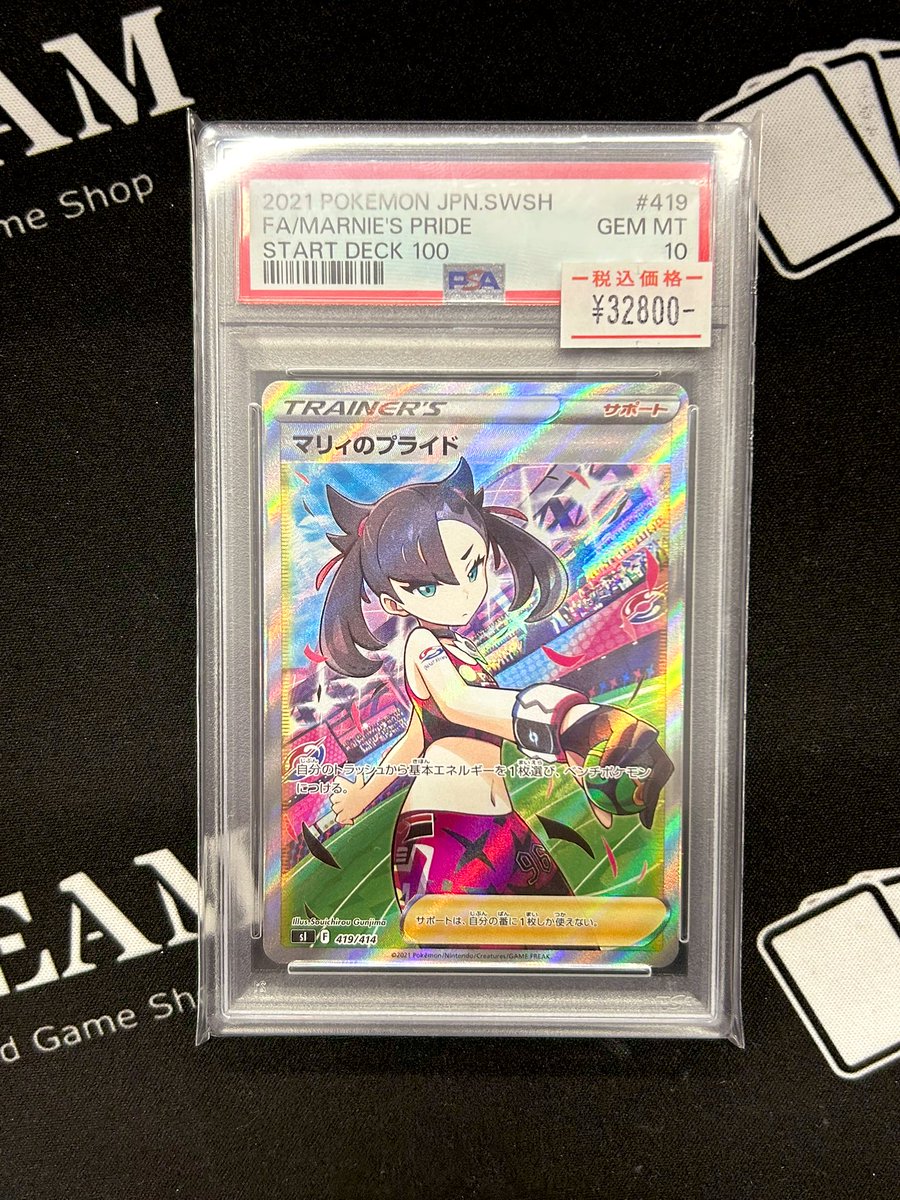 EAM
me Shop
2021 POKEMON JPN.SWSH #419
FA/MARNIE'S PRIDE GEM MT
START DECK 100 10
PSA
税込価格
¥32800-
TRAINER'S サポート
マリィのプライド
自分のトラッシュから基本エネルギーを1枚選び、ベンチポケモン
につける。
96
サポートは、自分の番に1枚しか使えない。
Illus. Souichirou Gunjima
sI F 419/414
©2021 Pokémon/Nintendo/Creatures/GAME FREAK
EAM
d Game Sho